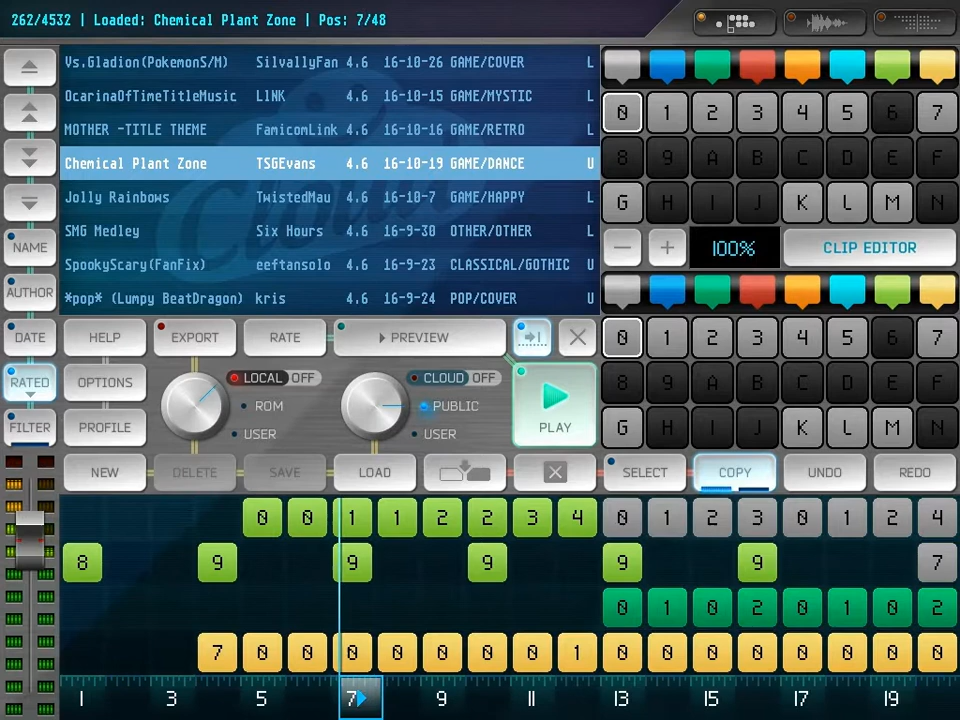 262/4532 | Loaded: Chemical Plant Zone | Pos: 7/48
Vs.Gladion(PokemonS/M) SilvallyFan 4.6 16-10-26 GAME/COVER L
OcarinaOfTimeTitleMusic L1NK 4.6 16-10-15 GAME/MYSTIC L
MOTHER -TITLE THEME FamicomLink 4.6 16-10-16 GAME/RETRO L
Chemical Plant Zone TSGEvans 4.6 16-10-19 GAME/DANCE U
Jolly Rainbows TwistedMau 4.6 16-10-7 GAME/HAPPY L
SMG Medley Six Hours 4.6 16-9-30 OTHER/OTHER L
SpookyScary(FanFix) eeftansolo 4.6 16-9-23 CLASSICAL/GOTHIC U
*pop* (Lumpy BeatDragon) kris 4.6 16-9-24 POP/COVER U
0 1 2 3 4 5 6 7
8 9 A B C D E F
G H I J K L M N
− + 100% CLIP EDITOR
0 1 2 3 4 5 6 7
8 9 A B C D E F
G H I J K L M N
NAME
AUTHOR
DATE HELP EXPORT RATE PREVIEW
RATED OPTIONS LOCAL OFF CLOUD OFF
ROM PUBLIC PLAY
FILTER PROFILE USER USER
NEW DELETE SAVE LOAD SELECT COPY UNDO REDO
0 0 1 1 2 2 3 4 0 1 2 3 0 1 2 4
8 9 9 9 9 9 7
0 1 0 2 0 1 0 2
7 0 0 0 0 0 0 0 1 0 0 0 0 0 0 0 0
1 3 5 7 9 11 13 15 17 19